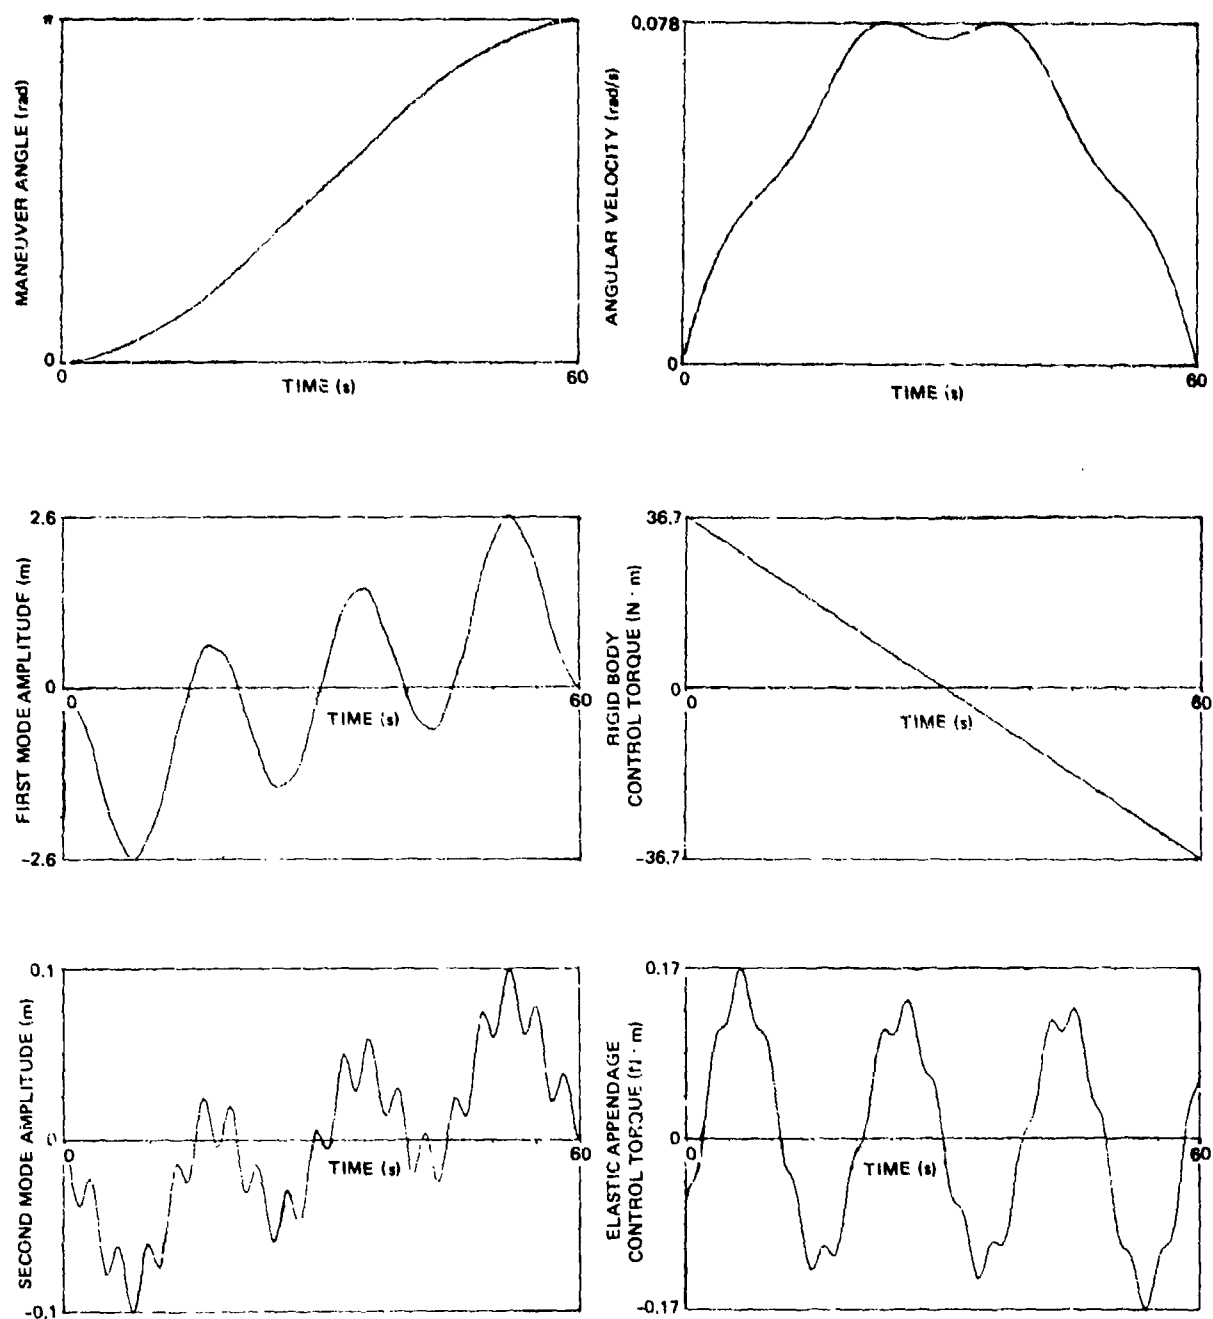 π
MANEUVER ANGLE (rad)
0
0
60
TIME (s)
0.078
ANGULAR VELOCITY (rad/s)
0
0
60
TIME (s)
2.6
FIRST MODE AMPLITUDE (m)
0
0
60
TIME (s)
-2.6
36.7
RIGID BODY
CONTROL TORQUE (N · m)
0
0
60
TIME (s)
-36.7
0.1
SECOND MODE AMPLITUDE (m)
0
0
60
TIME (s)
-0.1
0.17
ELASTIC APPENDAGE
CONTROL TORQUE (N · m)
0
0
60
TIME (s)
-0.17